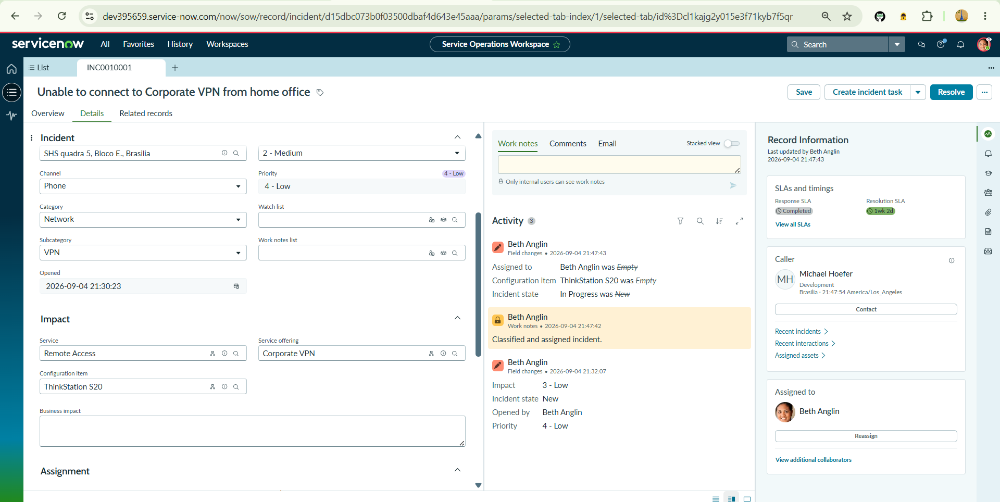 dev395659.service-now.com/now/sow/record/incident/d15dbc073b0f03500dbaf4d643e45aaa/params/selected-tab-index/1/selected-tab/id%3Dcl1kajg2y015e3f71kyb7f5qr
servicenow
All
Favorites
History
Workspaces
Service Operations Workspace
Search
List
INC0010001
Unable to connect to Corporate VPN from home office
Save
Create incident task
Resolve
Overview
Details
Related records
Incident
SHS quadra 5, Bloco E., Brasilia
2 - Medium
Channel
Phone
Priority
4 - Low
4 - Low
Category
Network
Watch list
Subcategory
VPN
Work notes list
Opened
2026-09-04 21:30:23
Impact
Service
Remote Access
Service offering
Corporate VPN
Configuration item
ThinkStation S20
Business impact
Assignment
Work notes
Comments
Email
Stacked view
Only internal users can see work notes
Activity 3
Beth Anglin
Field changes • 2026-09-04 21:47:43
Assigned to Beth Anglin was Empty
Configuration item ThinkStation S20 was Empty
Incident state In Progress was New
Beth Anglin
Work notes • 2026-09-04 21:47:42
Classified and assigned incident.
Beth Anglin
Field changes • 2026-09-04 21:32:07
Impact 3 - Low
Incident state New
Opened by Beth Anglin
Priority 4 - Low
Record Information
Last updated by Beth Anglin
2026-09-04 21:47:43
SLAs and timings
Response SLA
Completed
Resolution SLA
1wk 2d
View all SLAs
Caller
MH
Michael Hoefer
Development
Brasilia · 21:47:54 America/Los_Angeles
Contact
Recent incidents
Recent interactions
Assigned assets
Assigned to
Beth Anglin
Reassign
View additional collaborators